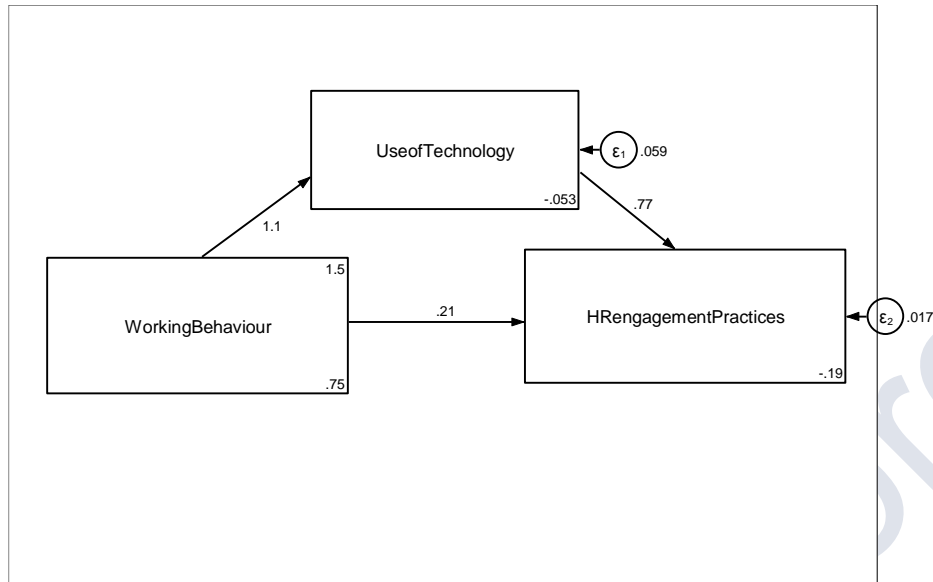 UseofTechnology
-.053
ε₁ .059
1.1
.77
WorkingBehaviour
1.5
.75
.21
HRengagementPractices
-.19
ε₂ .017